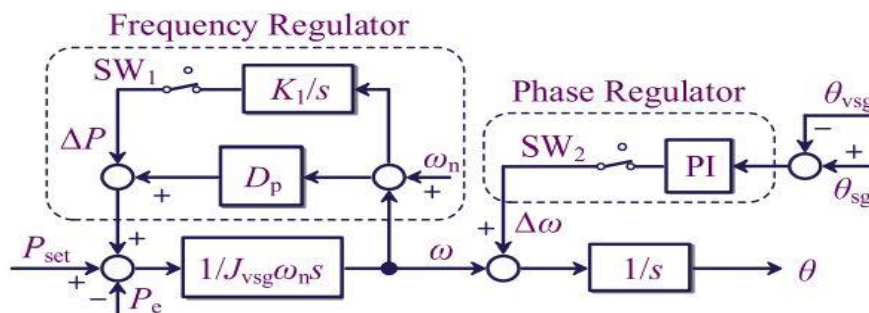 Frequency Regulator
SW₁
K₁/s
Phase Regulator
θvsg
−
ΔP
ωn
SW₂
PI
+
+
Dp
+
θsg
+
+
Δω
Pset
+
1/Jvsgωns
ω
1/s
θ
−
Pe